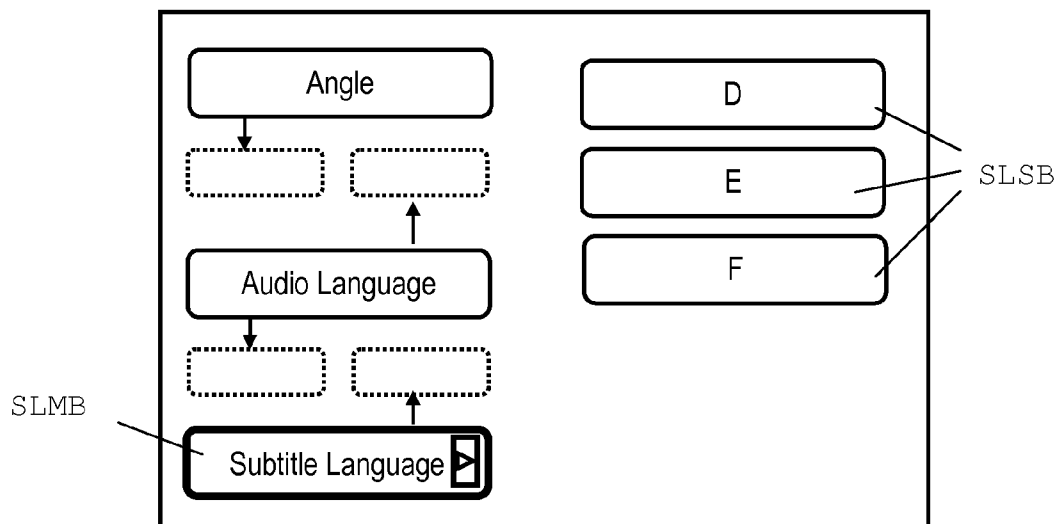 Angle
D
E
SLSB
F
Audio Language
SLMB
Subtitle Language